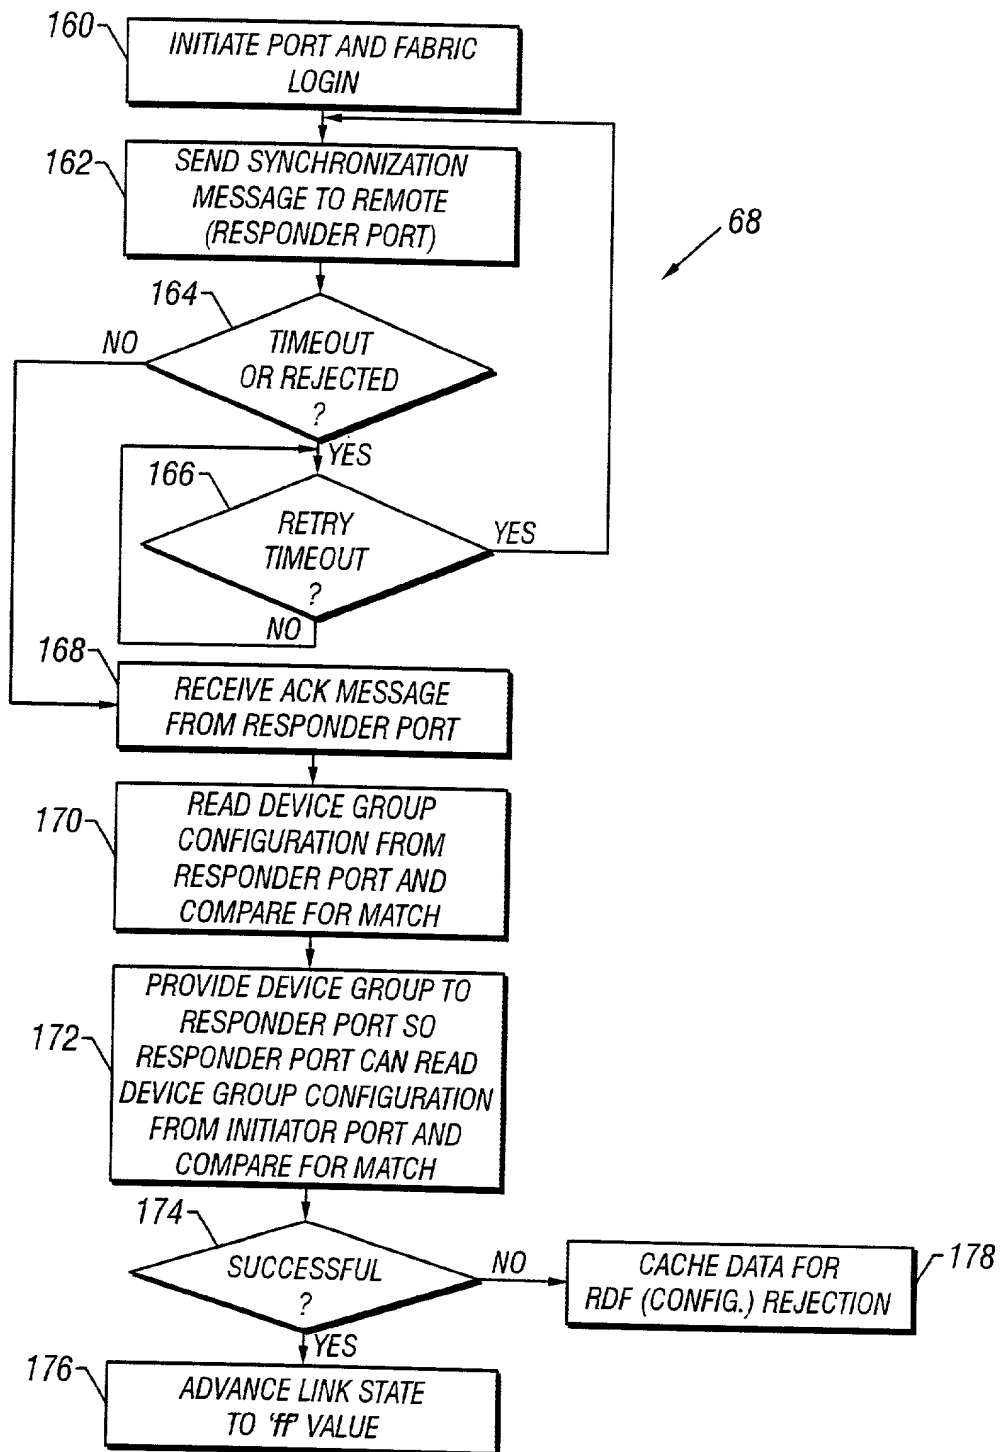 160
INITIATE PORT AND FABRIC
LOGIN
162
SEND SYNCHRONIZATION
MESSAGE TO REMOTE
(RESPONDER PORT)
68
164
NO
TIMEOUT
OR REJECTED
?
YES
166
RETRY
TIMEOUT
?
YES
NO
168
RECEIVE ACK MESSAGE
FROM RESPONDER PORT
170
READ DEVICE GROUP
CONFIGURATION FROM
RESPONDER PORT AND
COMPARE FOR MATCH
172
PROVIDE DEVICE GROUP TO
RESPONDER PORT SO
RESPONDER PORT CAN READ
DEVICE GROUP CONFIGURATION
FROM INITIATOR PORT AND
COMPARE FOR MATCH
174
SUCCESSFUL
?
NO
CACHE DATA FOR
RDF (CONFIG.) REJECTION
178
YES
176
ADVANCE LINK STATE
TO 'ff' VALUE